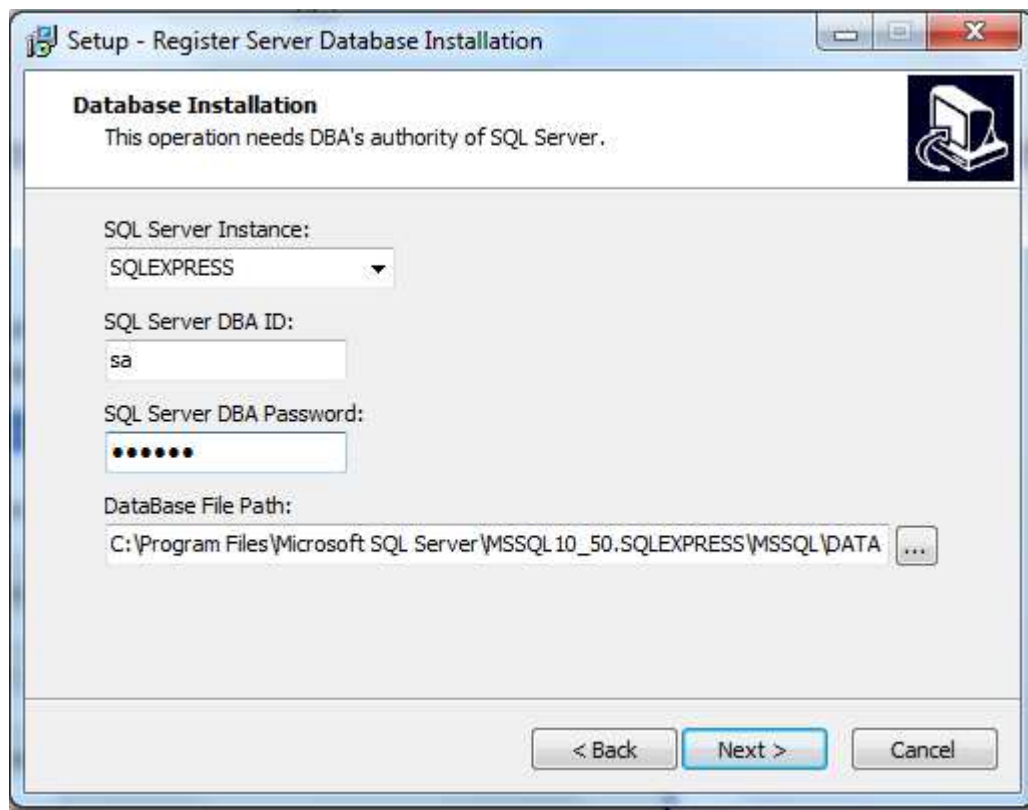 Setup - Register Server Database Installation
Database Installation
This operation needs DBA's authority of SQL Server.
SQL Server Instance:
SQLEXPRESS
SQL Server DBA ID:
sa
SQL Server DBA Password:
••••••
DataBase File Path:
C:\Program Files\Microsoft SQL Server\MSSQL10_50.SQLEXPRESS\MSSQL\DATA
...
< Back
Next >
Cancel